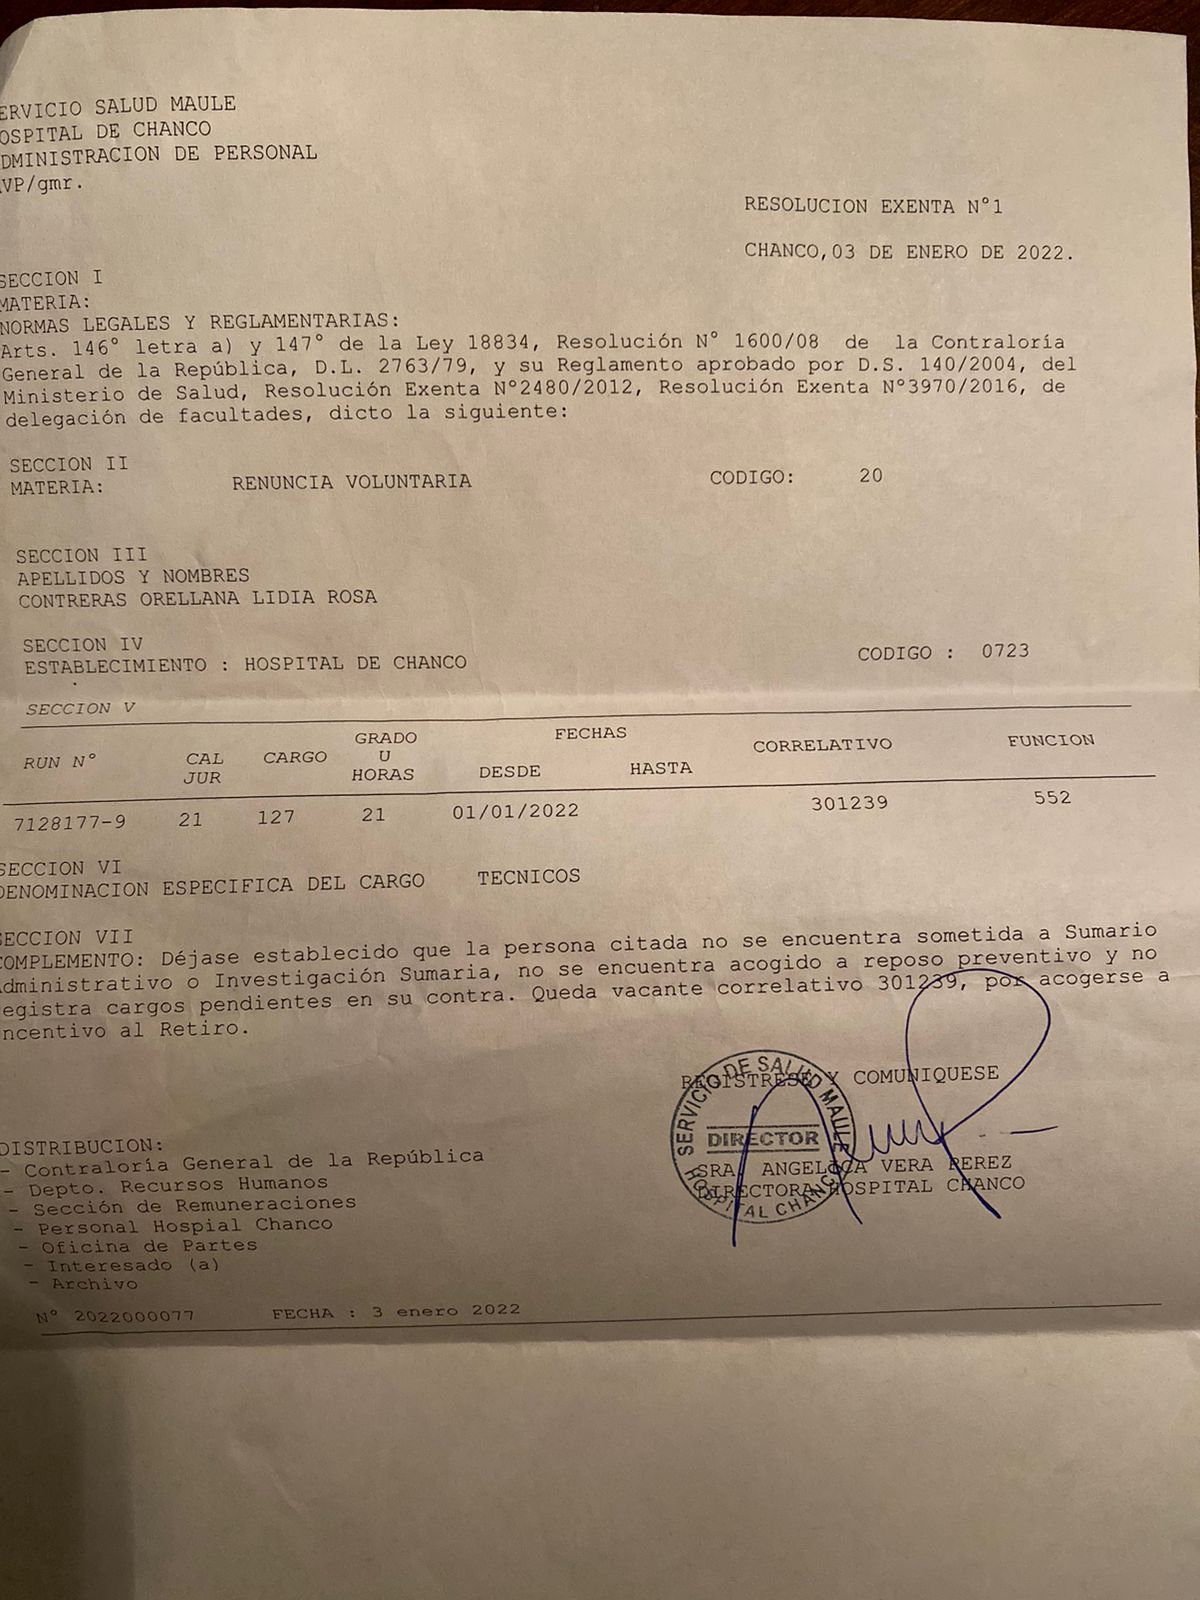 ERVICIO SALUD MAULE
OSPITAL DE CHANCO
DMINISTRACION DE PERSONAL
VP/gmr.
RESOLUCION EXENTA N°1
CHANCO,03 DE ENERO DE 2022.
SECCION I
MATERIA:
NORMAS LEGALES Y REGLAMENTARIAS:
Arts. 146° letra a) y 147° de la Ley 18834, Resolución N° 1600/08 de la Contraloría
General de la República, D.L. 2763/79, y su Reglamento aprobado por D.S. 140/2004, del
Ministerio de Salud, Resolución Exenta N°2480/2012, Resolución Exenta N°3970/2016, de
delegación de facultades, dicto la siguiente:
SECCION II
MATERIA: RENUNCIA VOLUNTARIA CODIGO: 20
SECCION III
APELLIDOS Y NOMBRES
CONTRERAS ORELLANA LIDIA ROSA
SECCION IV
ESTABLECIMIENTO : HOSPITAL DE CHANCO CODIGO : 0723
SECCION V
RUN N° CAL JUR CARGO GRADO U HORAS FECHAS DESDE HASTA CORRELATIVO FUNCION
7128177-9 21 127 21 01/01/2022 301239 552
SECCION VI
DENOMINACION ESPECIFICA DEL CARGO TECNICOS
SECCION VII
COMPLEMENTO: Déjase establecido que la persona citada no se encuentra sometida a Sumario
dministrativo o Investigación Sumaria, no se encuentra acogido a reposo preventivo y no
egistra cargos pendientes en su contra. Queda vacante correlativo 301239, por acogerse a
ncentivo al Retiro.
REGISTRESE Y COMUNIQUESE
SERVICIO DE SALUD MAULE
DIRECTOR
HOSPITAL CHANCO
SRA. ANGELICA VERA PEREZ
DIRECTORA HOSPITAL CHANCO
DISTRIBUCION:
- Contraloría General de la República
- Depto. Recursos Humanos
- Sección de Remuneraciones
- Personal Hospial Chanco
- Oficina de Partes
- Interesado (a)
- Archivo
N° 2022000077 FECHA : 3 enero 2022